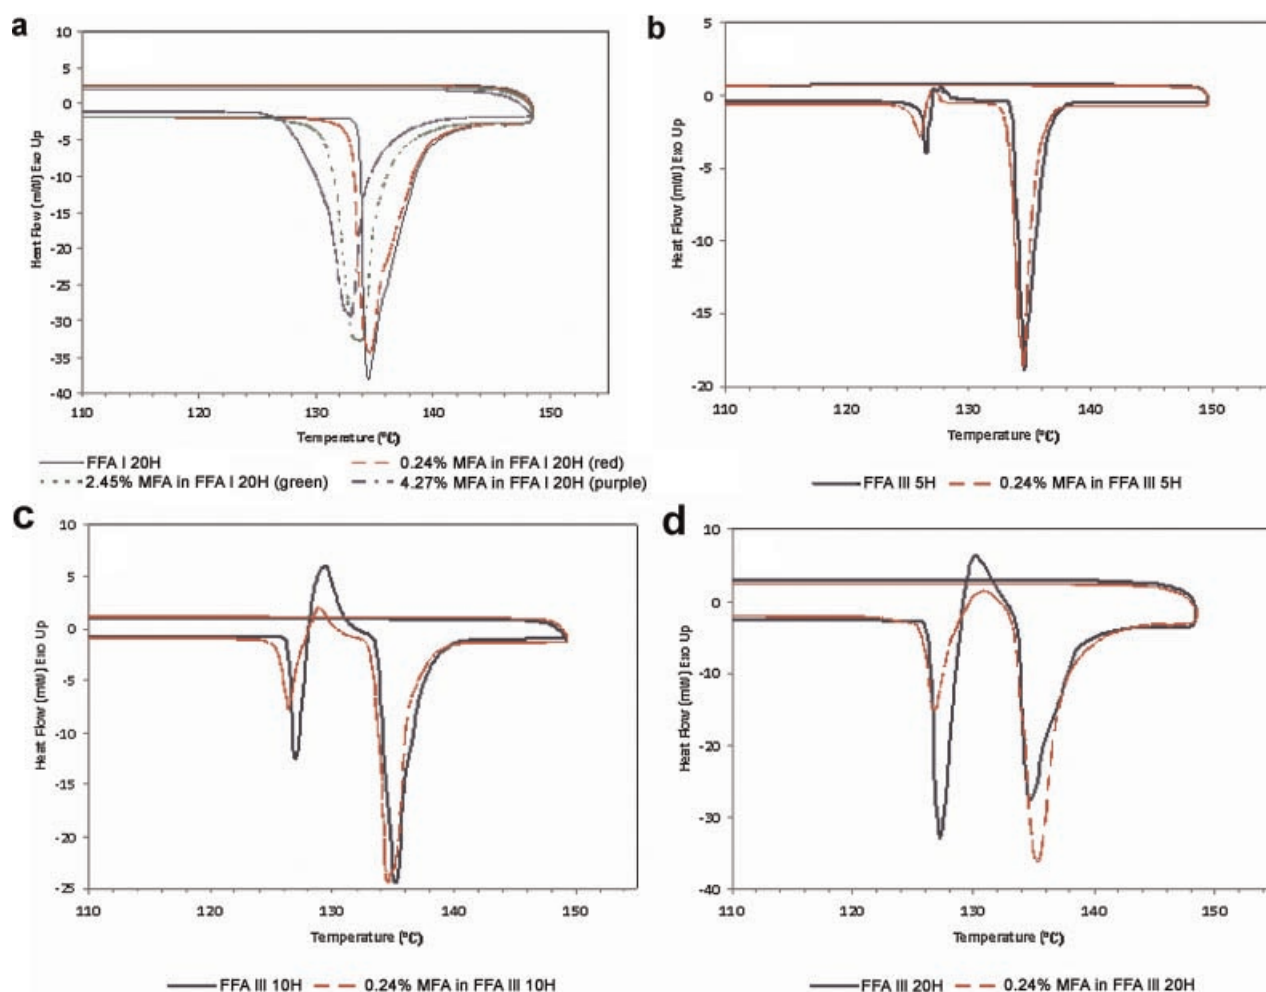 a
Heat Flow (mW) Exo Up
10
5
0
-5
-10
-15
-20
-25
-30
-35
-40
110 120 130 140 150
Temperature (°C)
FFA I 20H 0.24% MFA in FFA I 20H (red)
2.45% MFA in FFA I 20H (green) 4.27% MFA in FFA I 20H (purple)
b
Heat Flow (mW) Exo Up
5
0
-5
-10
-15
-20
110 120 130 140 150
Temperature (°C)
FFA III 5H 0.24% MFA in FFA III 5H
c
Heat Flow (mW) Exo Up
10
5
0
-5
-10
-15
-20
-25
110 120 130 140 150
Temperature (°C)
FFA III 10H 0.24% MFA in FFA III 10H
d
Heat Flow (mW) Exo Up
10
0
-10
-20
-30
-40
110 120 130 140 150
Temperature (°C)
FFA III 20H 0.24% MFA in FFA III 20H